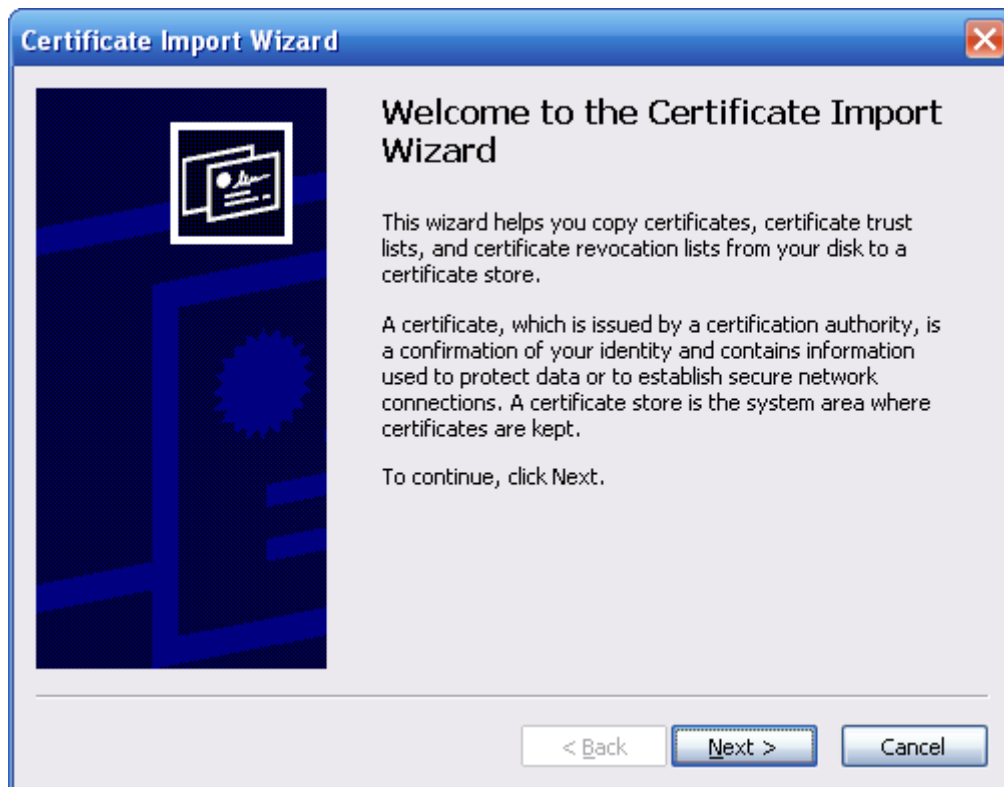 Certificate Import Wizard
Welcome to the Certificate Import
Wizard
This wizard helps you copy certificates, certificate trust
lists, and certificate revocation lists from your disk to a
certificate store.
A certificate, which is issued by a certification authority, is
a confirmation of your identity and contains information
used to protect data or to establish secure network
connections. A certificate store is the system area where
certificates are kept.
To continue, click Next.
< Back
Next >
Cancel